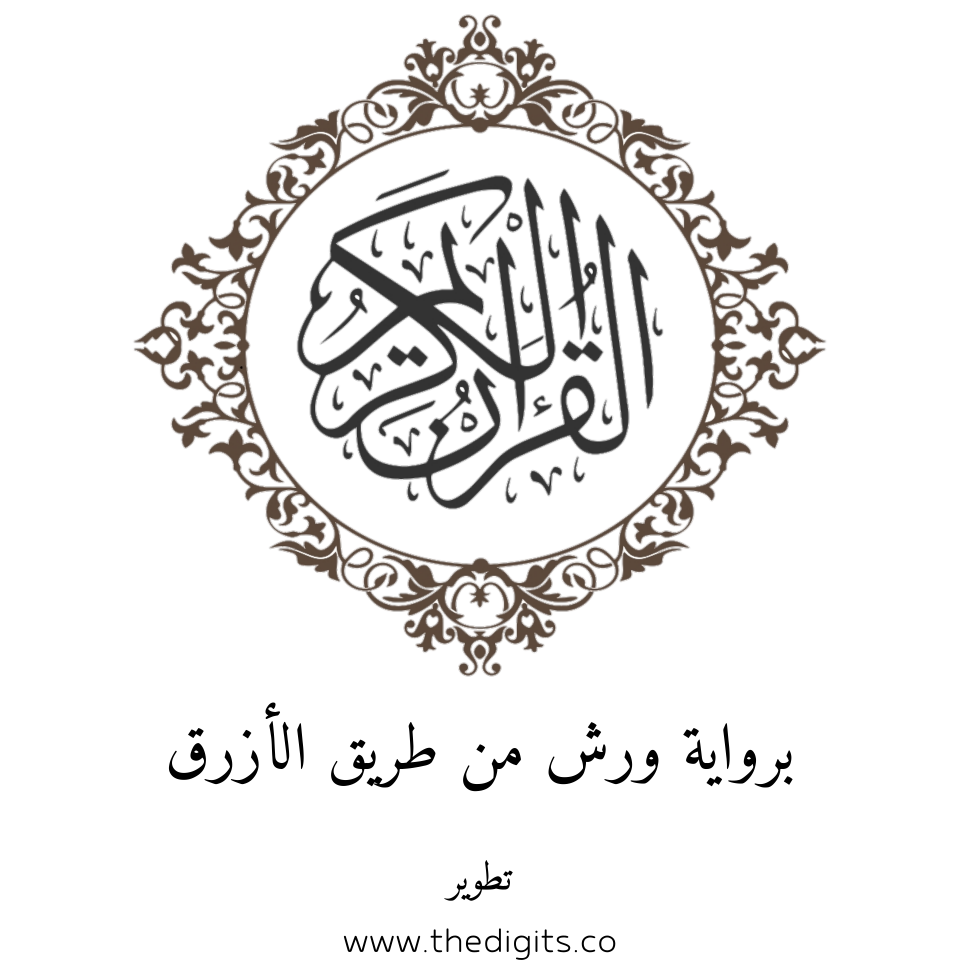 القرآن الكريم
برواية ورش من طريق الأزرق
تطوير
www.thedigits.co